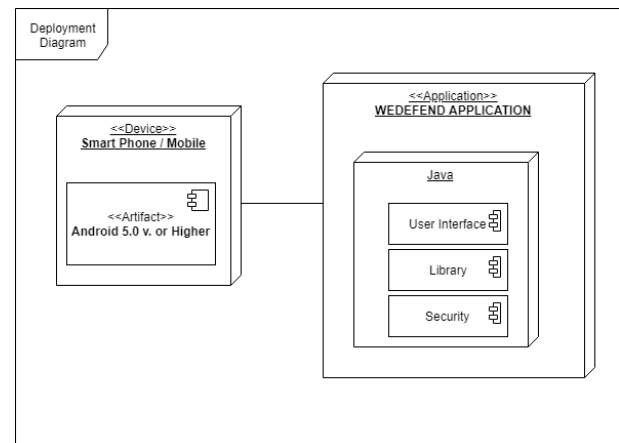 Deployment
Diagram
<<Device>>
Smart Phone / Mobile
<<Artifact>>
Android 5.0 v. or Higher
<<Application>>
WEDEFEND APPLICATION
Java
User Interface
Library
Security